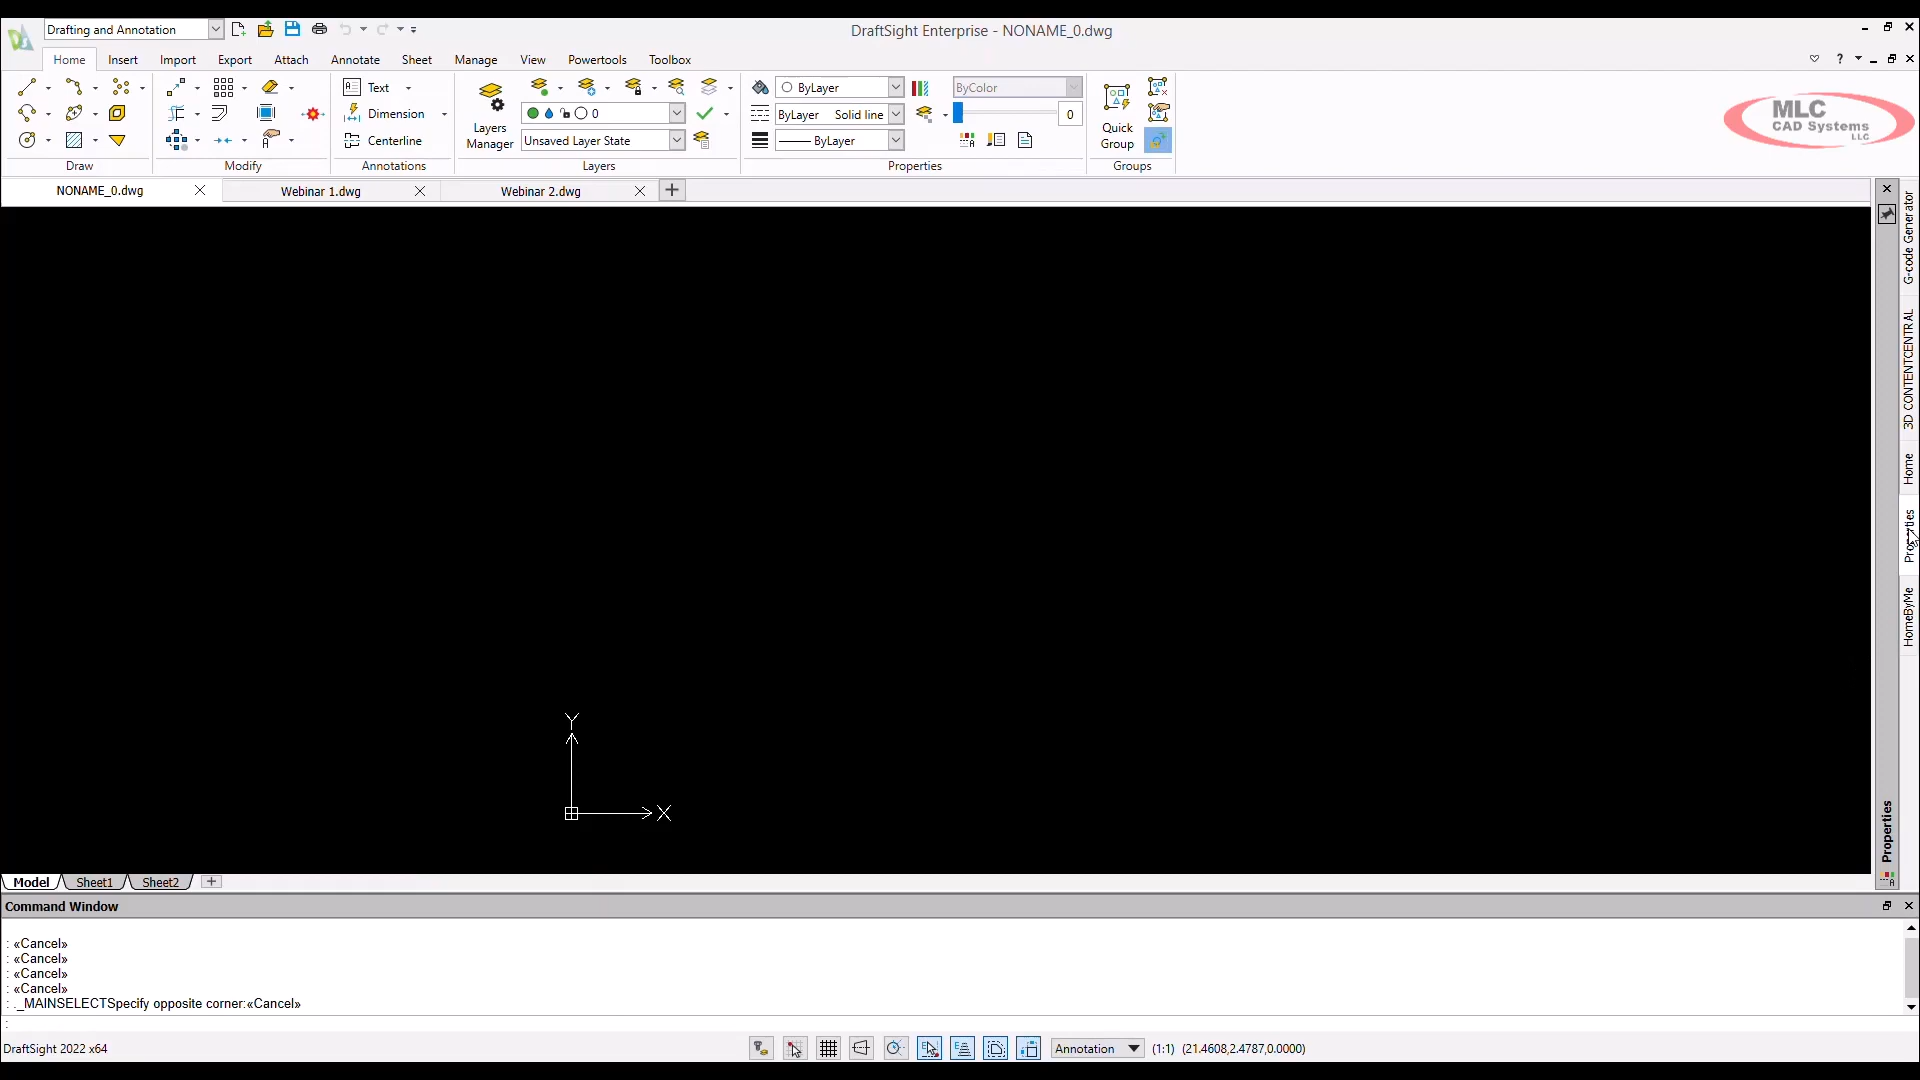 Drafting and Annotation
DraftSight Enterprise - NONAME_0.dwg
Home Insert Import Export Attach Annotate Sheet Manage View Powertools Toolbox
?
Text
Dimension
Centerline
Layers
Manager
0
Unsaved Layer State
ByLayer
ByLayer Solid line
ByLayer
ByColor
0
Quick
Group
Draw Modify Annotations Layers Properties Groups
MLC
CAD Systems
LLC
NONAME_0.dwg Webinar 1.dwg Webinar 2.dwg
G-code Generator
3D CONTENTCENTRAL
Home
Properties
HomeByMe
Properties
Y
X
Model Sheet1 Sheet2
Command Window
: «Cancel»
: «Cancel»
: «Cancel»
: «Cancel»
: ._MAINSELECTSpecify opposite corner:«Cancel»
:
DraftSight 2022 x64
Annotation (1:1) (21.4608,2.4787,0.0000)